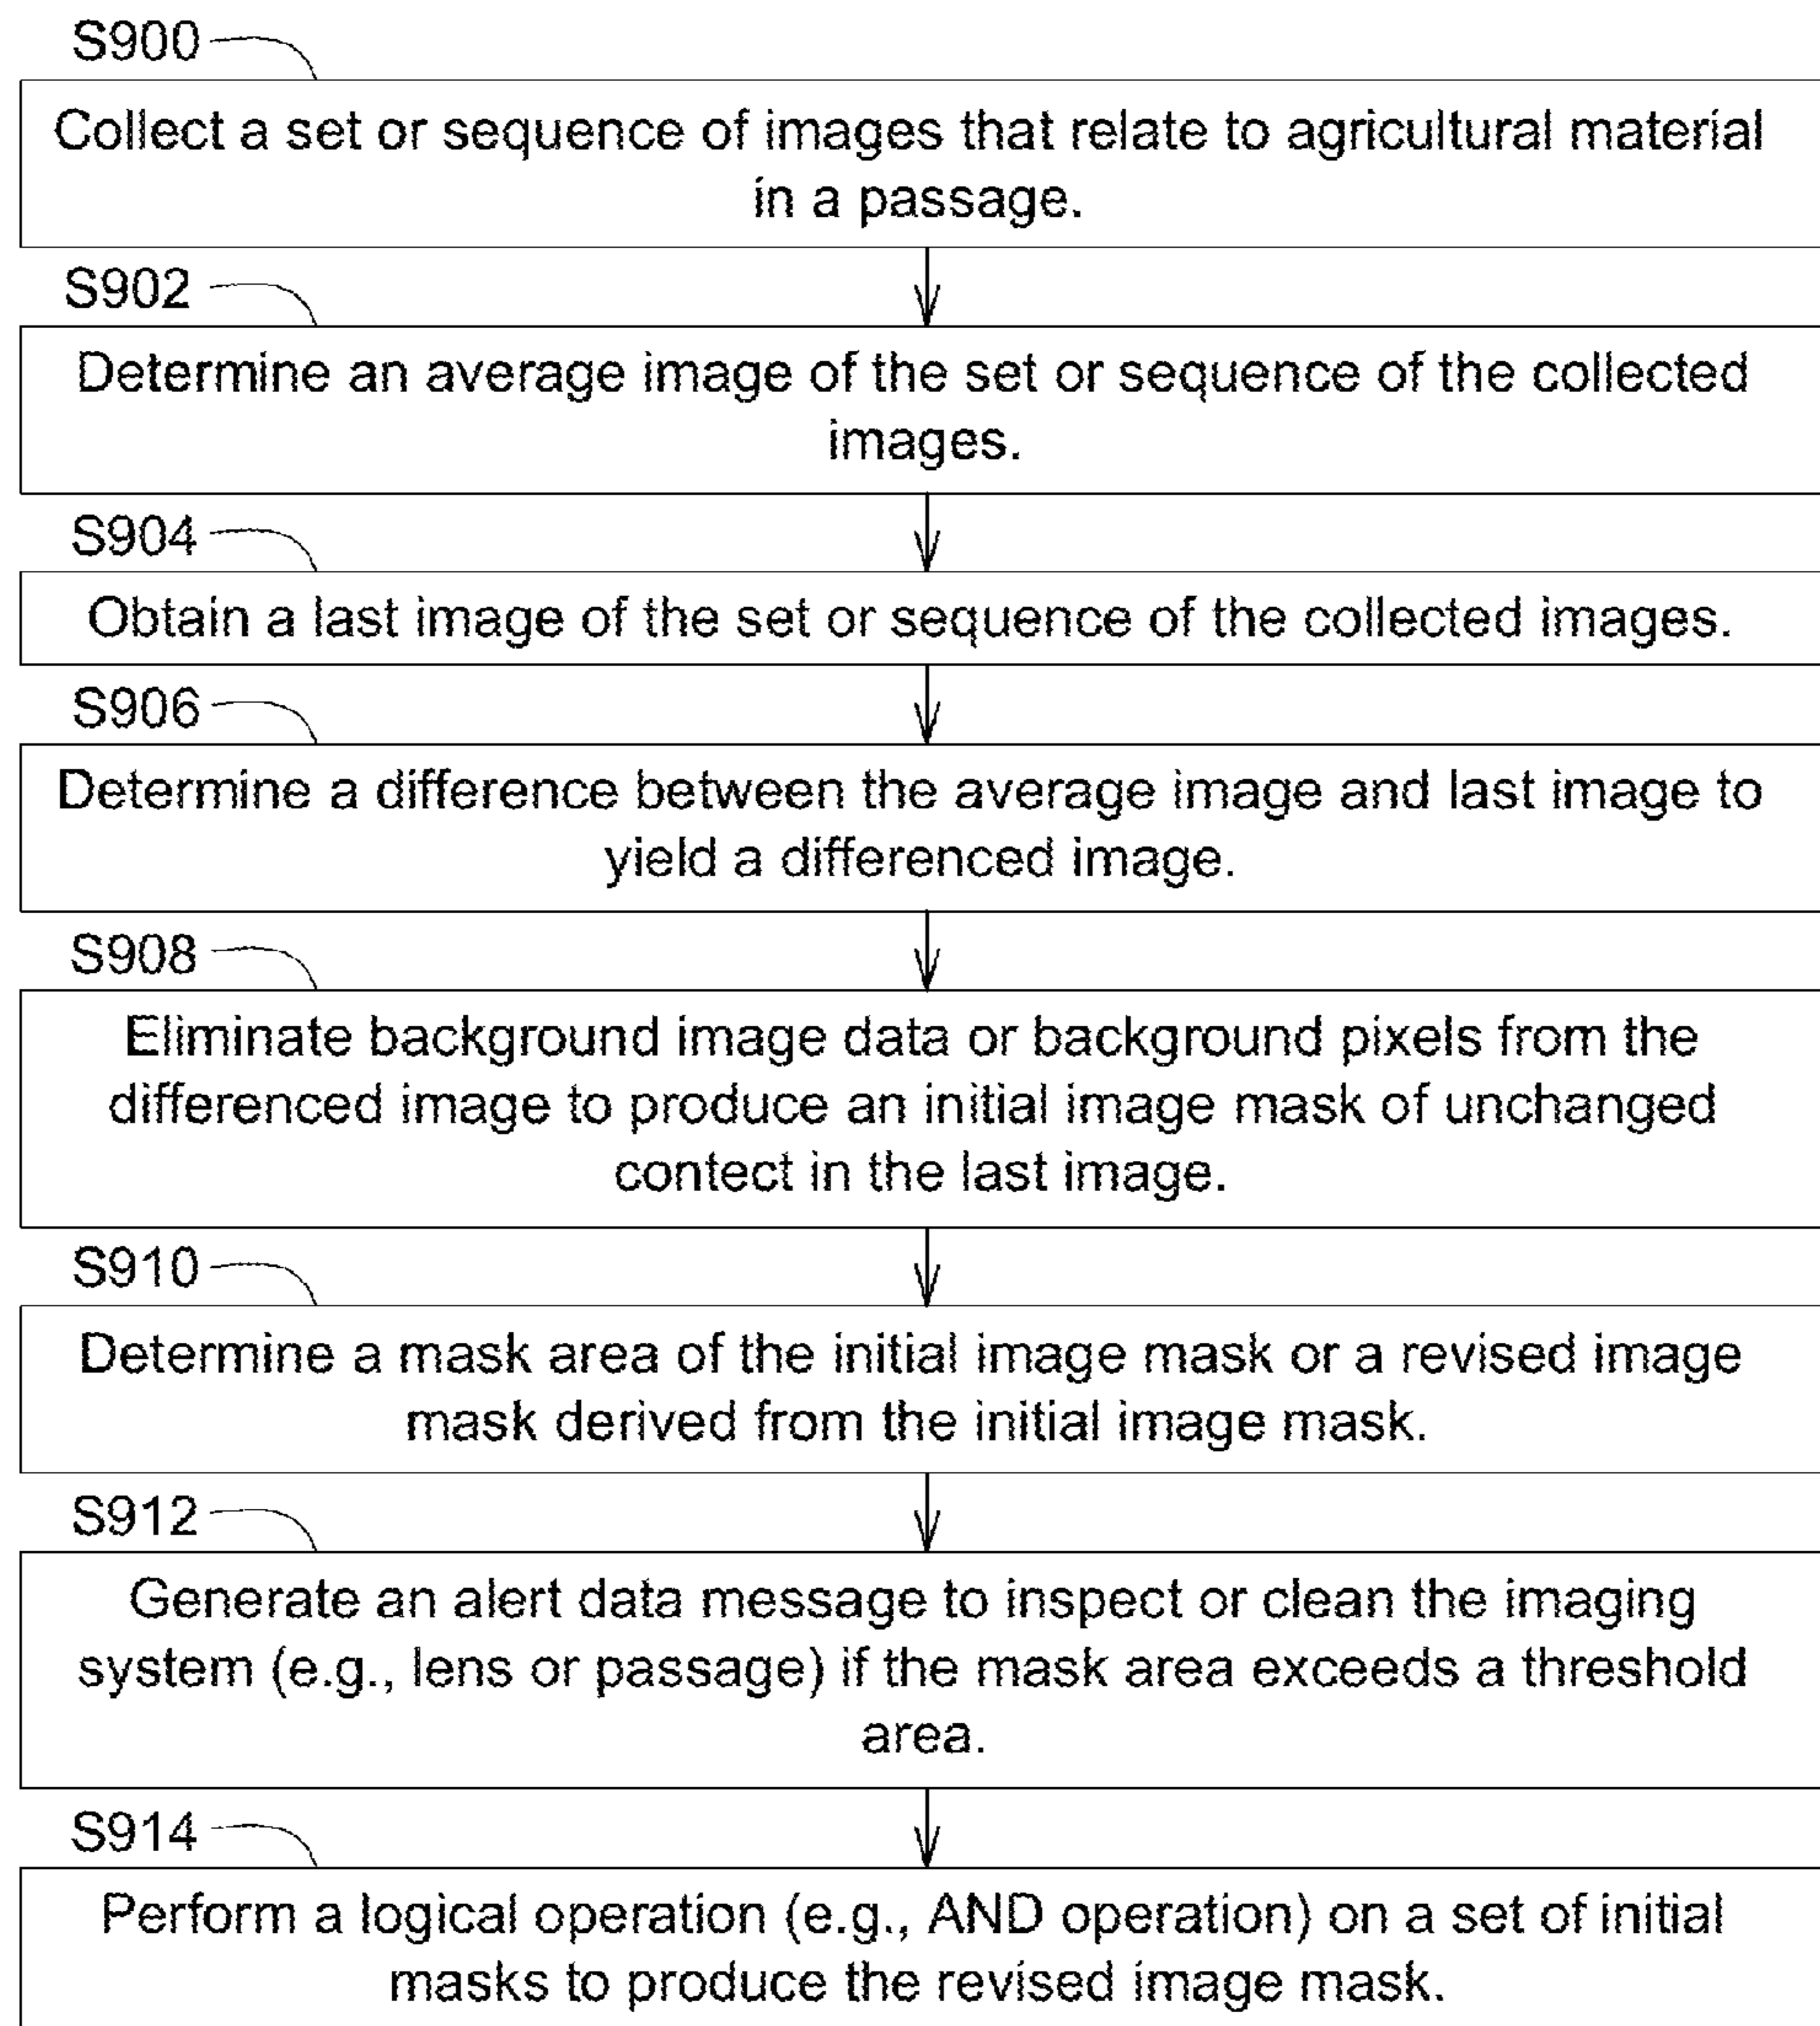 S900
Collect a set or sequence of images that relate to agricultural material
in a passage.
S902
Determine an average image of the set or sequence of the collected
images.
S904
Obtain a last image of the set or sequence of the collected images.
S906
Determine a difference between the average image and last image to
yield a differenced image.
S908
Eliminate background image data or background pixels from the
differenced image to produce an initial image mask of unchanged
contect in the last image.
S910
Determine a mask area of the initial image mask or a revised image
mask derived from the initial image mask.
S912
Generate an alert data message to inspect or clean the imaging
system (e.g., lens or passage) if the mask area exceeds a threshold
area.
S914
Perform a logical operation (e.g., AND operation) on a set of initial
masks to produce the revised image mask.